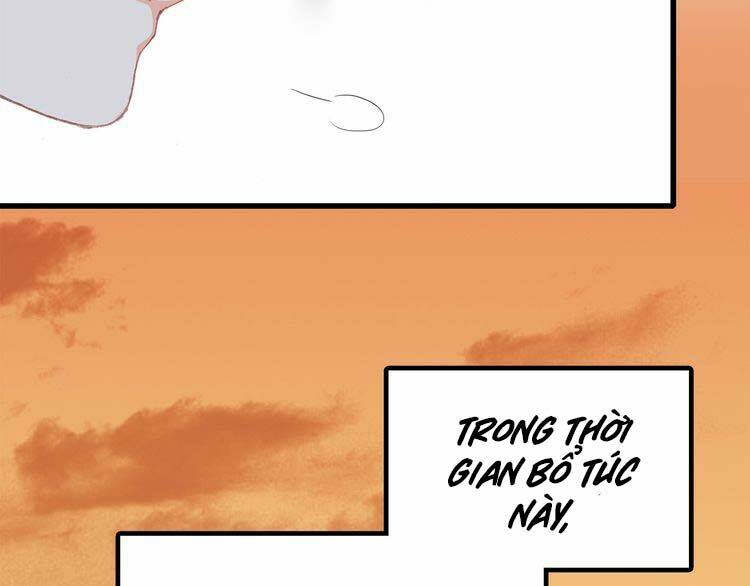 TRONG THỜI
GIAN BỔ TÚC
NÀY,